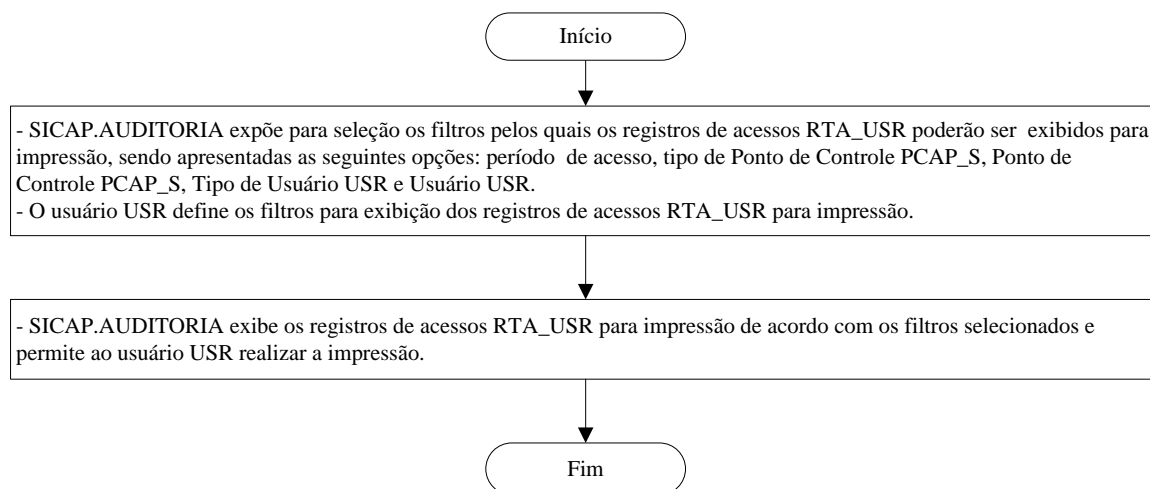 Início
- SICAP.AUDITORIA expõe para seleção os filtros pelos quais os registros de acessos RTA_USR poderão ser exibidos para
impressão, sendo apresentadas as seguintes opções: período de acesso, tipo de Ponto de Controle PCAP_S, Ponto de
Controle PCAP_S, Tipo de Usuário USR e Usuário USR.
- O usuário USR define os filtros para exibição dos registros de acessos RTA_USR para impressão.
- SICAP.AUDITORIA exibe os registros de acessos RTA_USR para impressão de acordo com os filtros selecionados e
permite ao usuário USR realizar a impressão.
Fim